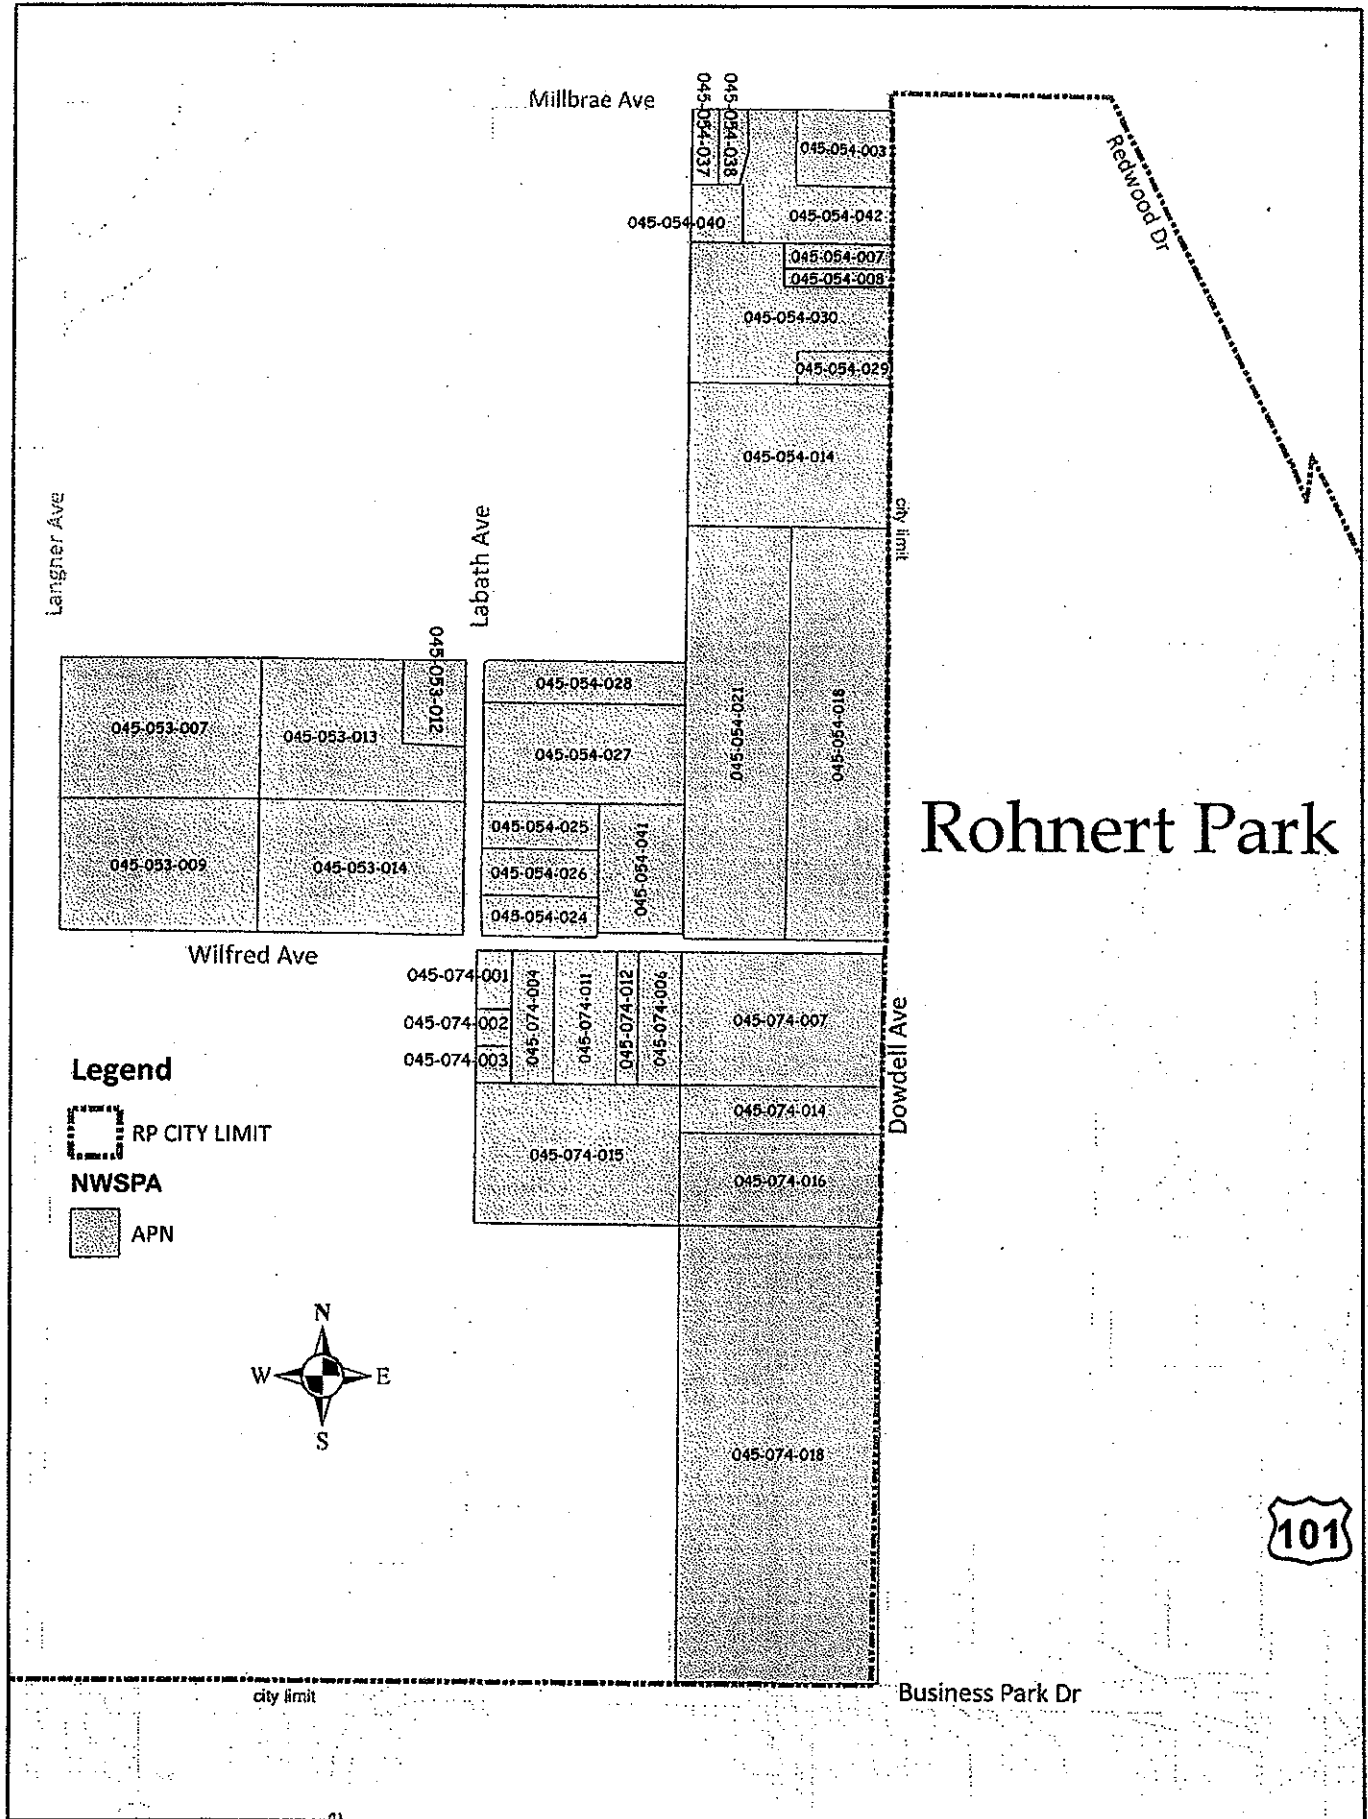 Millbrae Ave
045-054-037
045-054-038
045-054-003
Redwood Dr
045-054-040
045-054-042
045-054-007
045-054-008
045-054-030
045-054-029
045-054-014
city limit
Langner Ave
Labath Ave
045-053-012
045-054-028
045-053-007
045-053-013
045-054-027
045-054-021
045-054-018
Rohnert Park
045-054-025
045-054-041
045-053-009
045-053-014
045-054-026
045-054-024
Wilfred Ave
045-074-001
045-074-004
045-074-011
045-074-012
045-074-006
045-074-007
045-074-002
045-074-003
Dowdell Ave
Legend
RP CITY LIMIT
NWSPA
APN
045-074-014
045-074-015
045-074-016
N
W
E
S
045-074-018
101
city limit
Business Park Dr